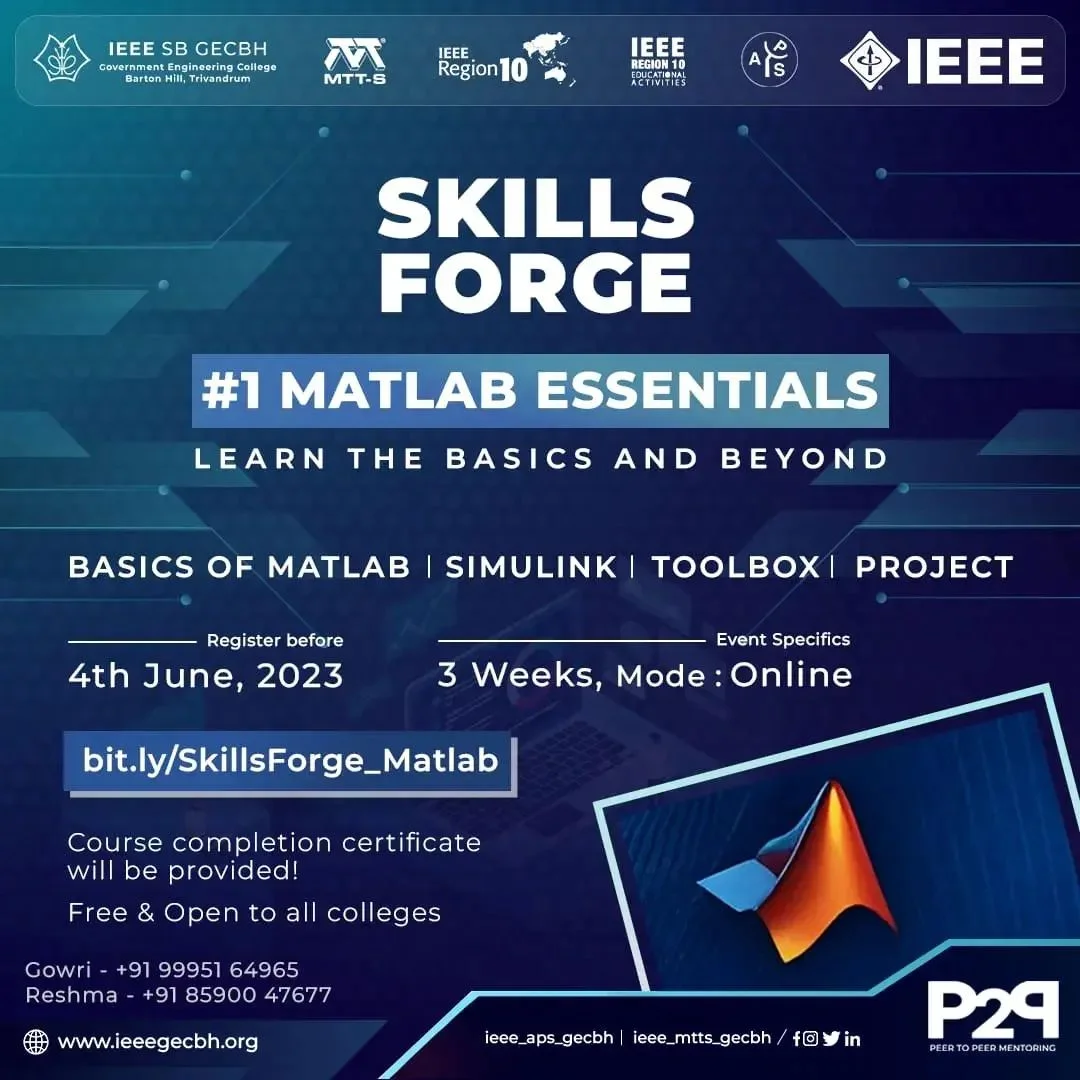 IEEE SB GECBH
Government Engineering College
Barton Hill, Trivandrum
MTT-S
IEEE
Region 10
IEEE
REGION 10
EDUCATIONAL
ACTIVITIES
A P S
IEEE
SKILLS
FORGE
#1 MATLAB ESSENTIALS
LEARN THE BASICS AND BEYOND
BASICS OF MATLAB | SIMULINK | TOOLBOX | PROJECT
Register before
4th June, 2023
Event Specifics
3 Weeks, Mode : Online
bit.ly/SkillsForge_Matlab
Course completion certificate
will be provided!
Free & Open to all colleges
Gowri - +91 99951 64965
Reshma - +91 85900 47677
www.ieeegecbh.org
ieee_aps_gecbh | ieee_mtts_gecbh /
P2P
PEER TO PEER MENTORING